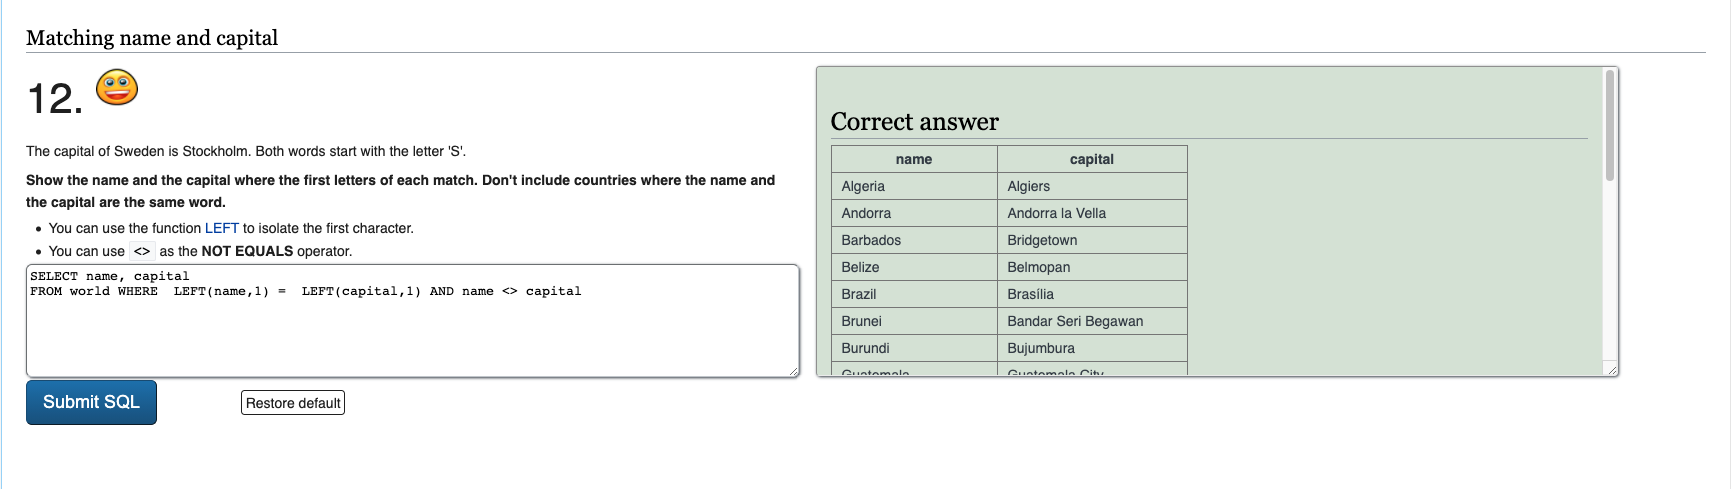 Matching name and capital
12.
The capital of Sweden is Stockholm. Both words start with the letter 'S'.
Show the name and the capital where the first letters of each match. Don't include countries where the name and
the capital are the same word.
• You can use the function LEFT to isolate the first character.
• You can use <> as the NOT EQUALS operator.
SELECT name, capital
FROM world WHERE  LEFT(name,1) =  LEFT(capital,1) AND name <> capital
Submit SQL
Restore default
Correct answer
name capital
Algeria Algiers
Andorra Andorra la Vella
Barbados Bridgetown
Belize Belmopan
Brazil Brasília
Brunei Bandar Seri Begawan
Burundi Bujumbura
Guatemala Guatemala City